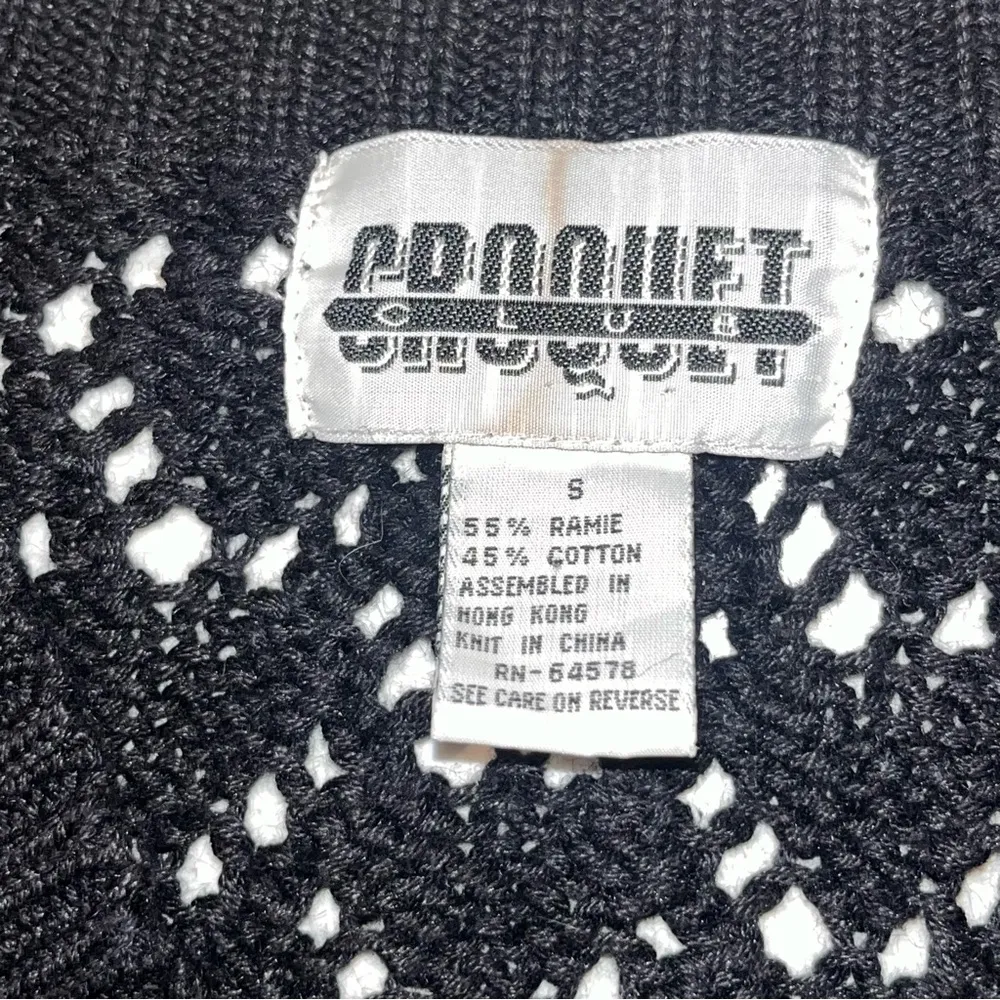 CROQUET
CLUB
S
55% RAMIE
45% COTTON
ASSEMBLED IN
HONG KONG
KNIT IN CHINA
RN-64578
SEE CARE ON REVERSE